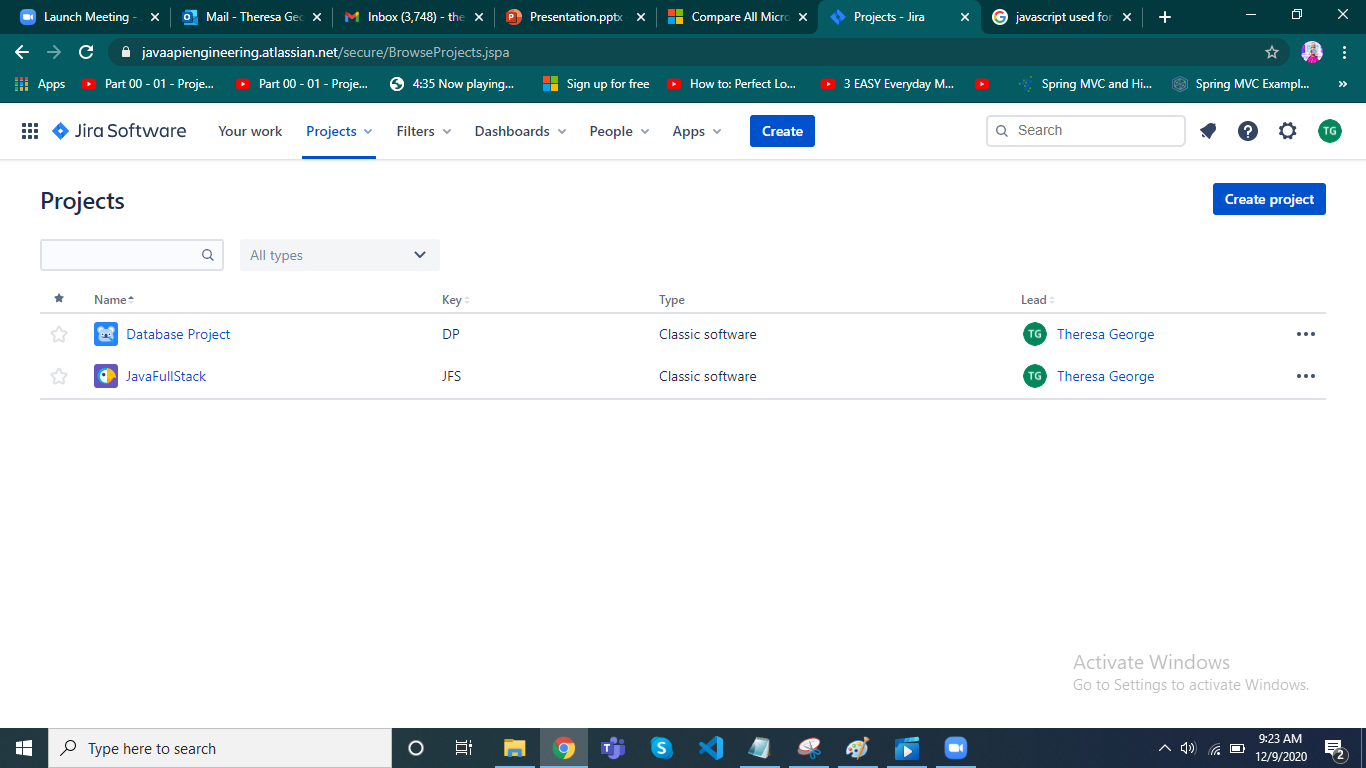 Launch Meeting - Mail - Theresa Geo Inbox (3,748) - the Presentation.pptx Compare All Micro Projects - Jira javascript used for
javaapiengineering.atlassian.net/secure/BrowseProjects.jspa
Apps Part 00 - 01 - Proje... Part 00 - 01 - Proje... 4:35 Now playing... Sign up for free How to: Perfect Lo... 3 EASY Everyday M... Spring MVC and Hi... Spring MVC Exampl... »
Jira Software Your work Projects Filters Dashboards People Apps Create Search TG
Projects Create project
All types
Name Key Type Lead
Database Project DP Classic software TG Theresa George
JavaFullStack JFS Classic software TG Theresa George
Activate Windows
Go to Settings to activate Windows.
Type here to search 9:23 AM
12/9/2020 2